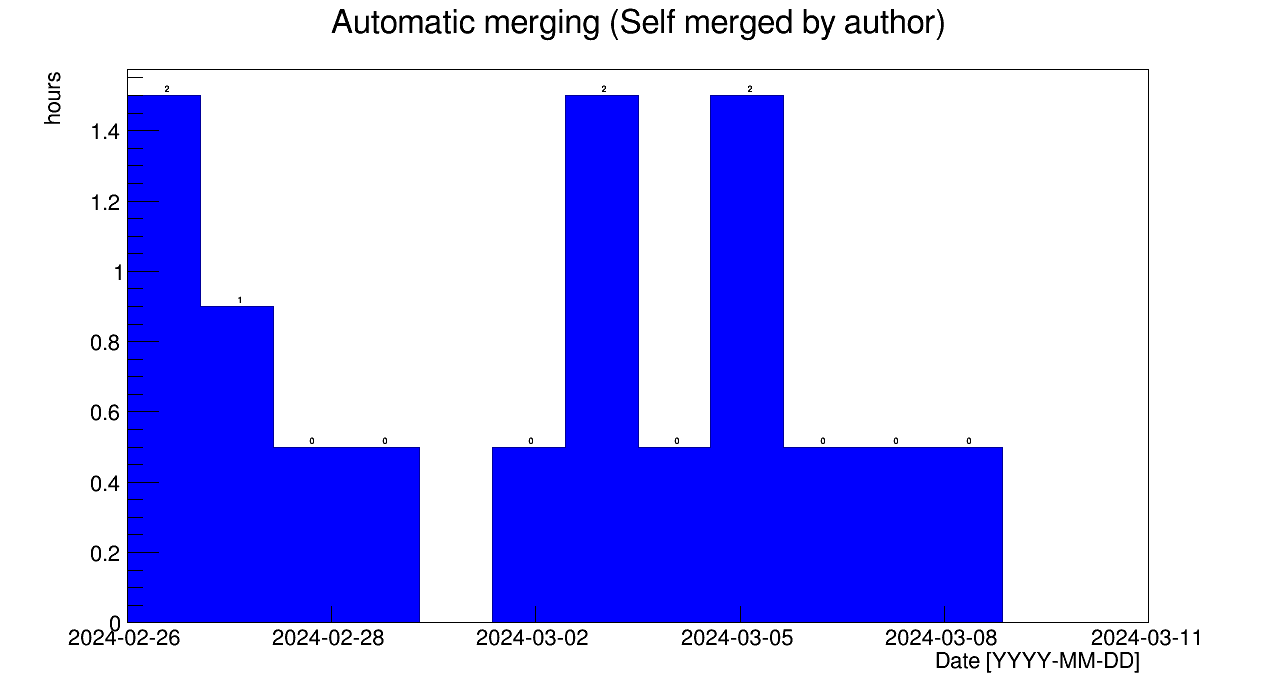 Automatic merging (Self merged by author)
hours
2 2 2
1.4
1.2
1
1
0.8
0.6
0 0 0 0 0 0 0
0.4
0.2
0
2024-02-26 2024-02-28 2024-03-02 2024-03-05 2024-03-08 2024-03-11
Date [YYYY-MM-DD]